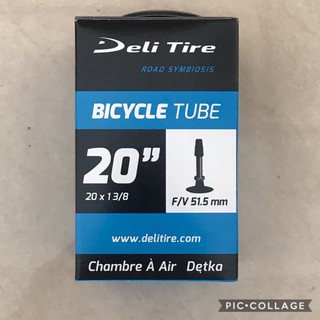 Deli Tire
ROAD SYMBIOSIS
BICYCLE TUBE
20"
20 x 13/8
F/V 51.5 mm
www.delitire.com
Chambre À Air Dętka
PIC•COLLAGE